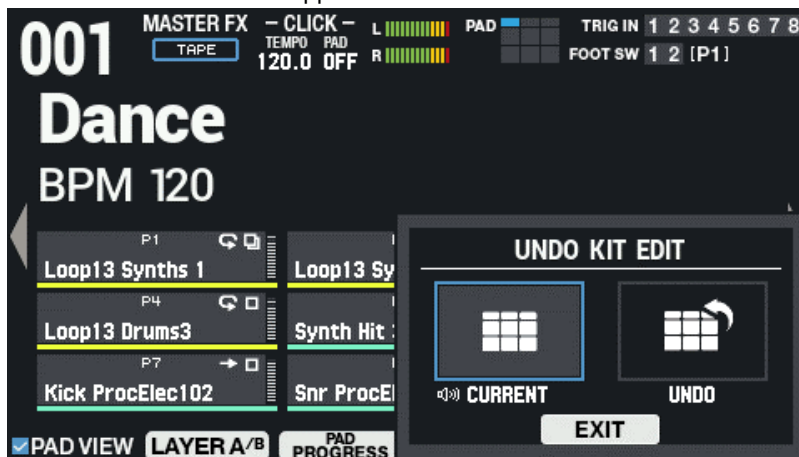 001
MASTER FX
TAPE
– CLICK –
TEMPO PAD
120.0 OFF
L
R
PAD
TRIG IN 1 2 3 4 5 6 7 8
FOOT SW 1 2 [P1]
Dance
BPM 120
P1
Loop13 Synths 1
Loop13 Sy
P4
Loop13 Drums3
Synth Hit
P7
Kick ProcElec102
Snr ProcEl
UNDO KIT EDIT
CURRENT
UNDO
EXIT
PAD VIEW
LAYER A/B
PAD
PROGRESS